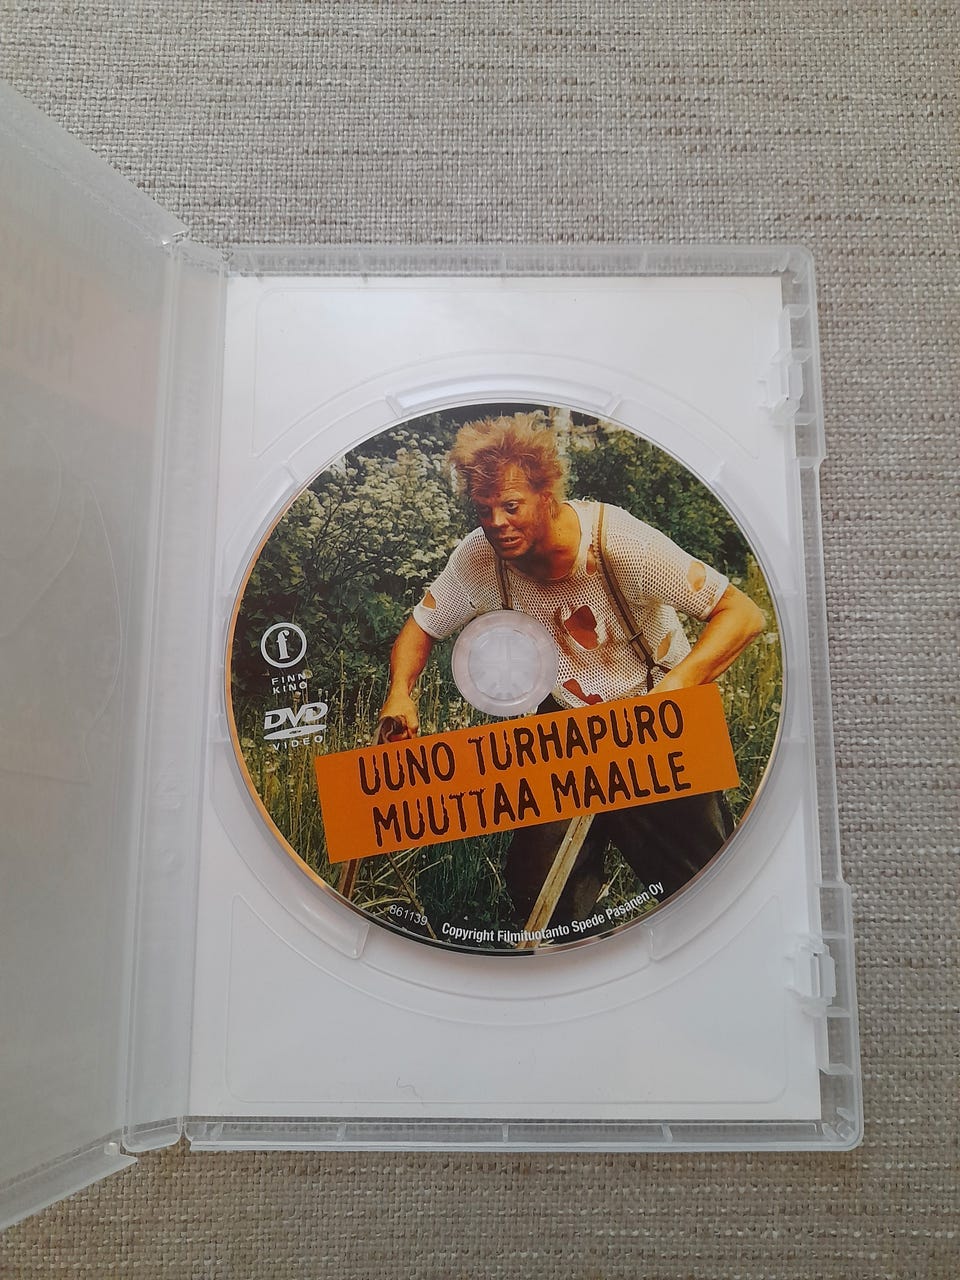 f
FINN
KINO
DVD
VIDEO
UUNO TURHAPURO
MUUTTAA MAALLE
861139
Copyright Filmituotanto Spede Pasanen Oy